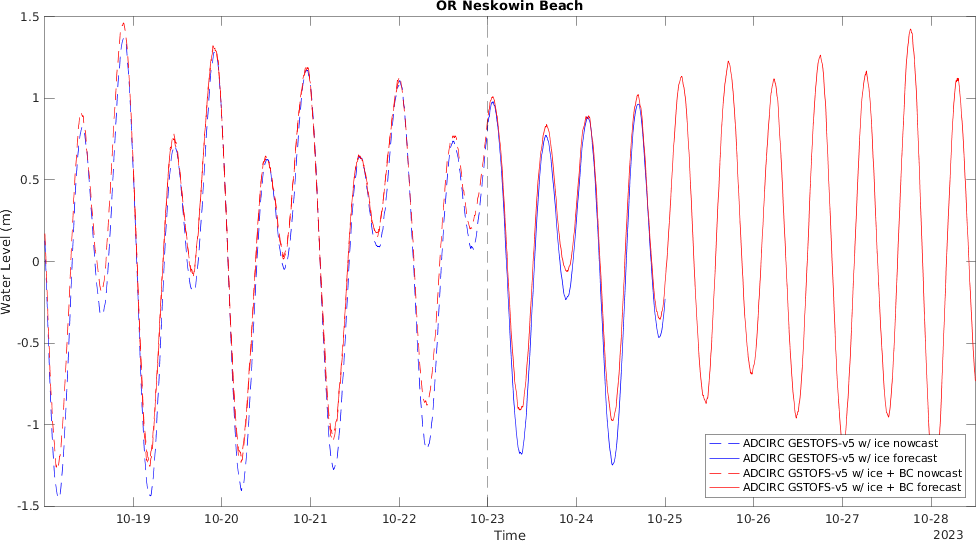 OR Neskowin Beach
1.5
1
0.5
0
-0.5
-1
-1.5
Water Level (m)
10-19 10-20 10-21 10-22 10-23 10-24 10-25 10-26 10-27 10-28
Time
2023
ADCIRC GESTOFS-v5 w/ ice nowcast
ADCIRC GESTOFS-v5 w/ ice forecast
ADCIRC GSTOFS-v5 w/ ice + BC nowcast
ADCIRC GSTOFS-v5 w/ ice + BC forecast